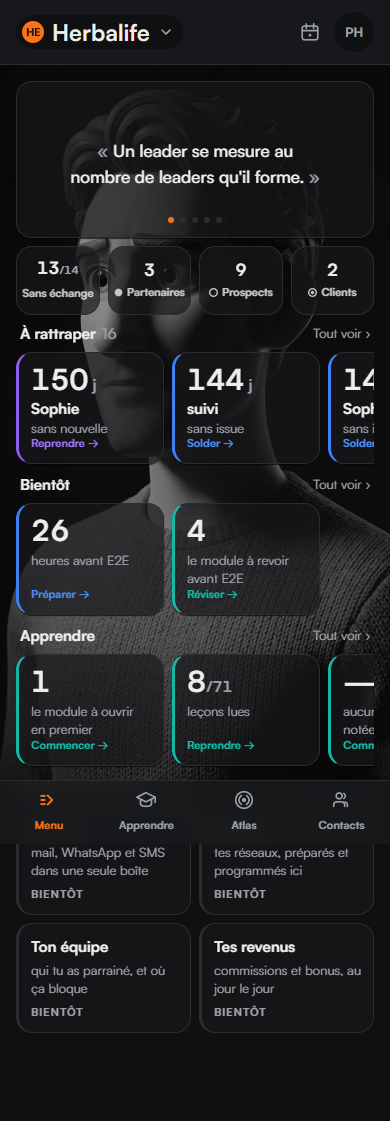 HE Herbalife PH
« Un leader se mesure au
nombre de leaders qu'il forme. »
13/14
Sans échange
3
Partenaires
9
Prospects
2
Clients
À rattraper 16 Tout voir ›
150 j
Sophie
sans nouvelle
Reprendre →
144 j
suivi
sans issue
Solder →
14
Soph
sans i
Solder
Bientôt Tout voir ›
26
heures avant E2E
Préparer →
4
le module à revoir
avant E2E
Réviser →
Apprendre Tout voir ›
1
le module à ouvrir
en premier
Commencer →
8/71
leçons lues
Reprendre →
—
aucun
notée
Comm
Menu Apprendre Atlas Contacts
mail, WhatsApp et SMS
dans une seule boîte
BIENTÔT
tes réseaux, préparés et
programmés ici
BIENTÔT
Ton équipe
qui tu as parrainé, et où
ça bloque
BIENTÔT
Tes revenus
commissions et bonus, au
jour le jour
BIENTÔT